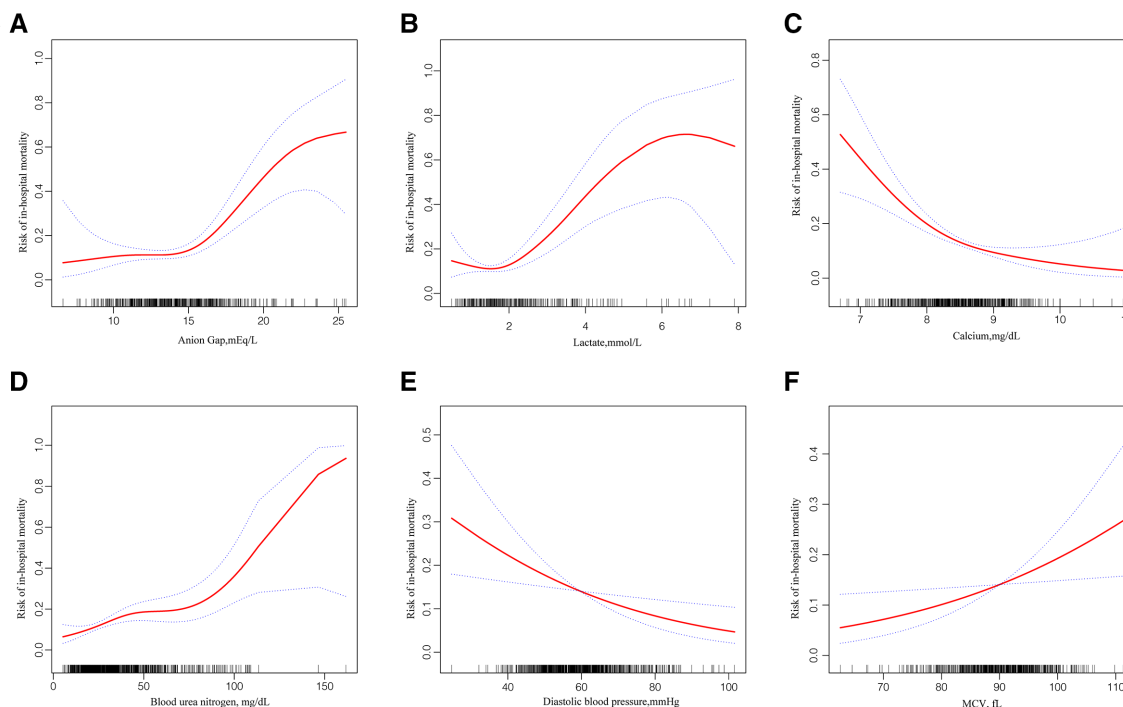 A
Risk of in-hospital mortality
1.0
0.8
0.6
0.4
0.2
0.0
10 15 20 25
Anion Gap,mEq/L
B
Risk of in-hospital mortality
1.0
0.8
0.6
0.4
0.2
0.0
2 4 6 8
Lactate,mmol/L
C
Risk of in-hospital mortality
0.8
0.6
0.4
0.2
0.0
7 8 9 10
Calcium,mg/dL
D
Risk of in-hospital mortality
1.0
0.8
0.6
0.4
0.2
0.0
0 50 100 150
Blood urea nitrogen, mg/dL
E
Risk of in-hospital mortality
0.5
0.4
0.3
0.2
0.1
0.0
40 60 80 100
Diastolic blood pressure,mmHg
F
Risk of in-hospital mortality
0.4
0.3
0.2
0.1
0.0
70 80 90 100
MCV, fL